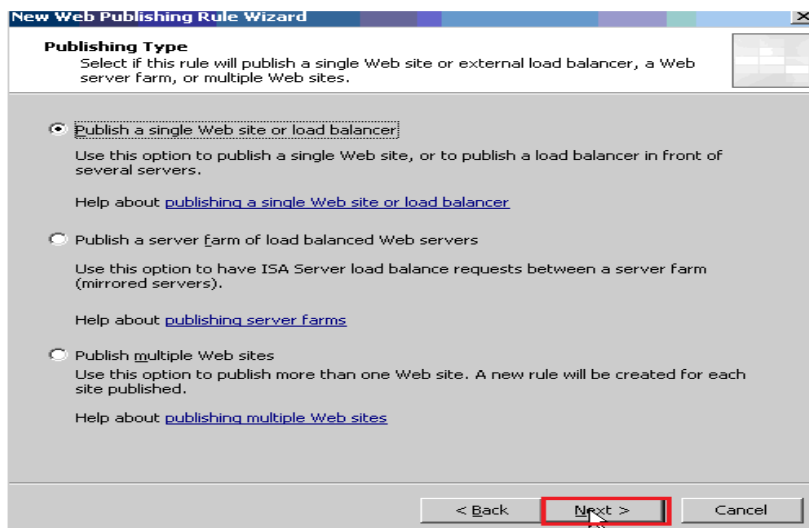 New Web Publishing Rule Wizard
Publishing Type
Select if this rule will publish a single Web site or external load balancer, a Web
server farm, or multiple Web sites.
Publish a single Web site or load balancer
Use this option to publish a single Web site, or to publish a load balancer in front of
several servers.
Help about publishing a single Web site or load balancer
Publish a server farm of load balanced Web servers
Use this option to have ISA Server load balance requests between a server farm
(mirrored servers).
Help about publishing server farms
Publish multiple Web sites
Use this option to publish more than one Web site. A new rule will be created for each
site published.
Help about publishing multiple Web sites
< Back Next > Cancel